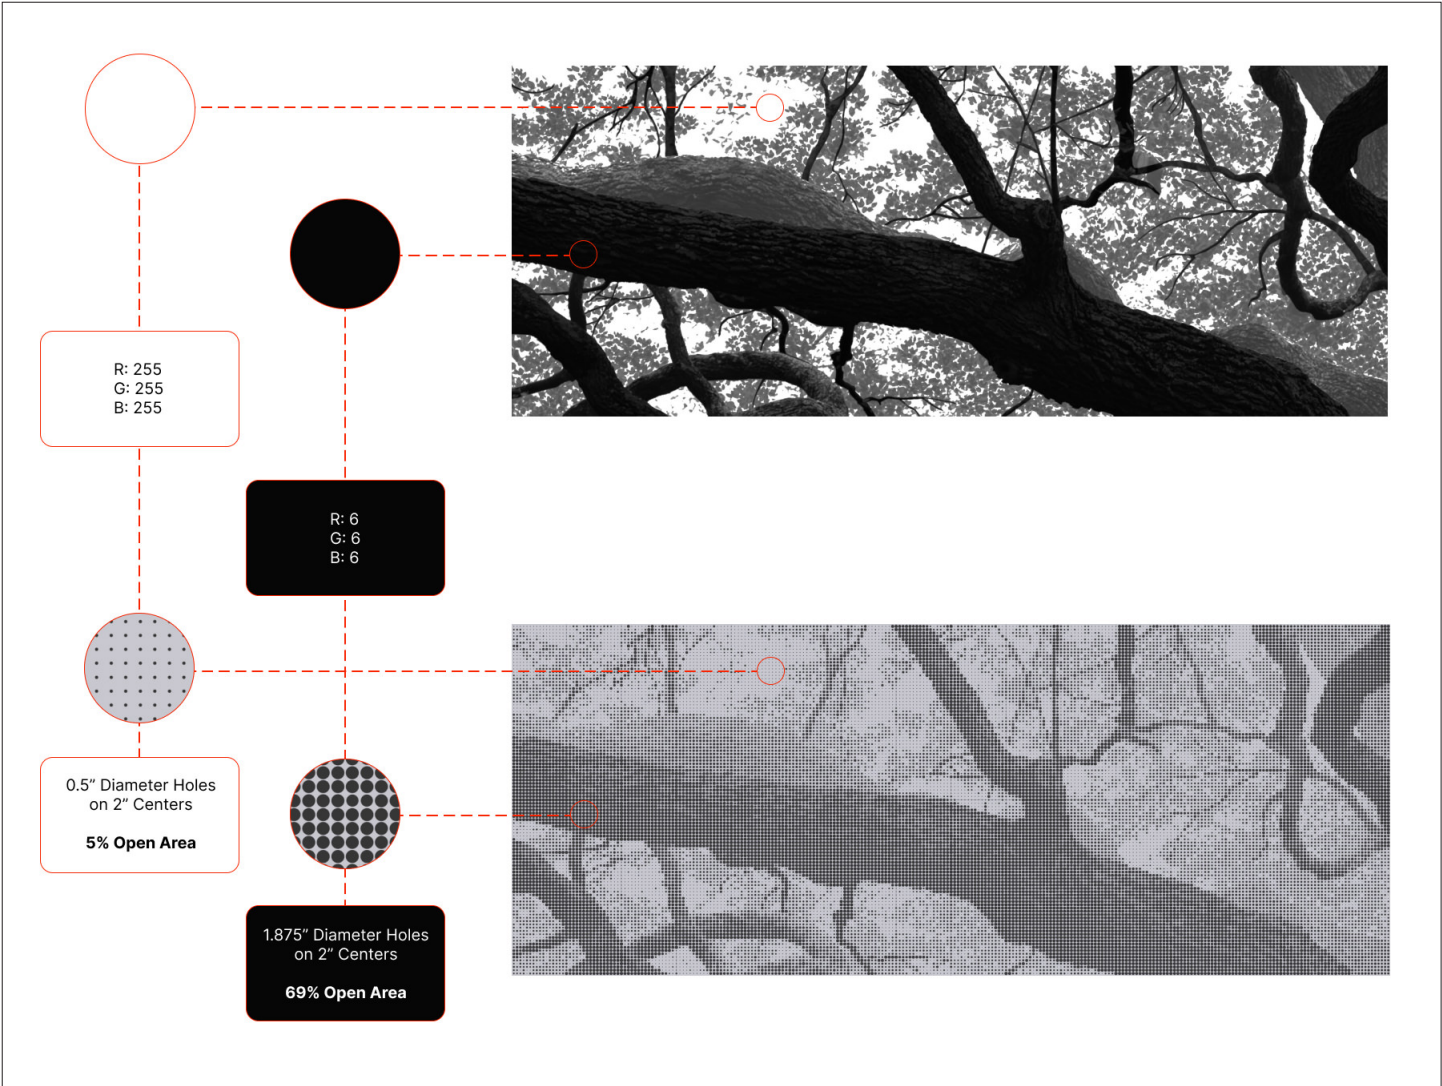 R: 255
G: 255
B: 255
R: 6
G: 6
B: 6
0.5” Diameter Holes
on 2” Centers
5% Open Area
1.875” Diameter Holes
on 2” Centers
69% Open Area